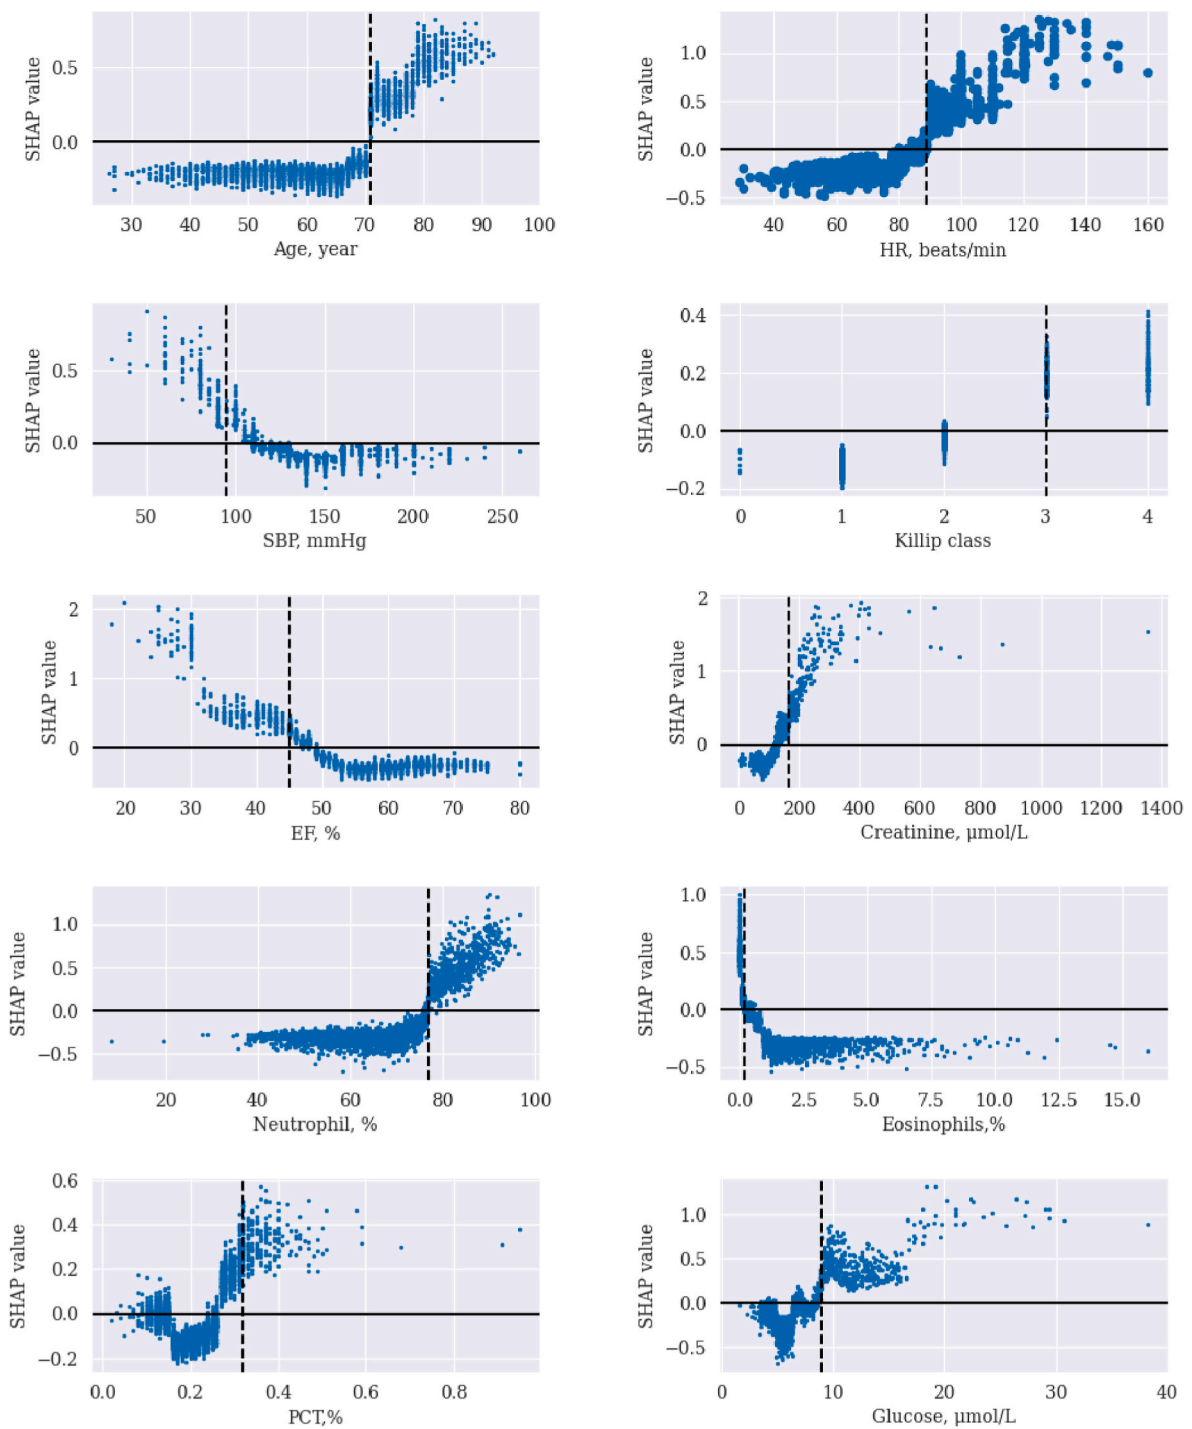 SHAP value
0.5
0.0
30 40 50 60 70 80 90 100
Age, year
SHAP value
1.0
0.5
0.0
−0.5
40 60 80 100 120 140 160
HR, beats/min
SHAP value
0.5
0.0
50 100 150 200 250
SBP, mmHg
SHAP value
0.4
0.2
0.0
−0.2
0 1 2 3 4
Killip class
SHAP value
2
1
0
20 30 40 50 60 70 80
EF, %
SHAP value
2
1
0
0 200 400 600 800 1000 1200 1400
Creatinine, μmol/L
SHAP value
1.0
0.5
0.0
−0.5
20 40 60 80 100
Neutrophil, %
SHAP value
1.0
0.5
0.0
−0.5
0.0 2.5 5.0 7.5 10.0 12.5 15.0
Eosinophils,%
SHAP value
0.6
0.4
0.2
0.0
−0.2
0.0 0.2 0.4 0.6 0.8
PCT,%
SHAP value
1.0
0.5
0.0
−0.5
0 10 20 30 40
Glucose, μmol/L